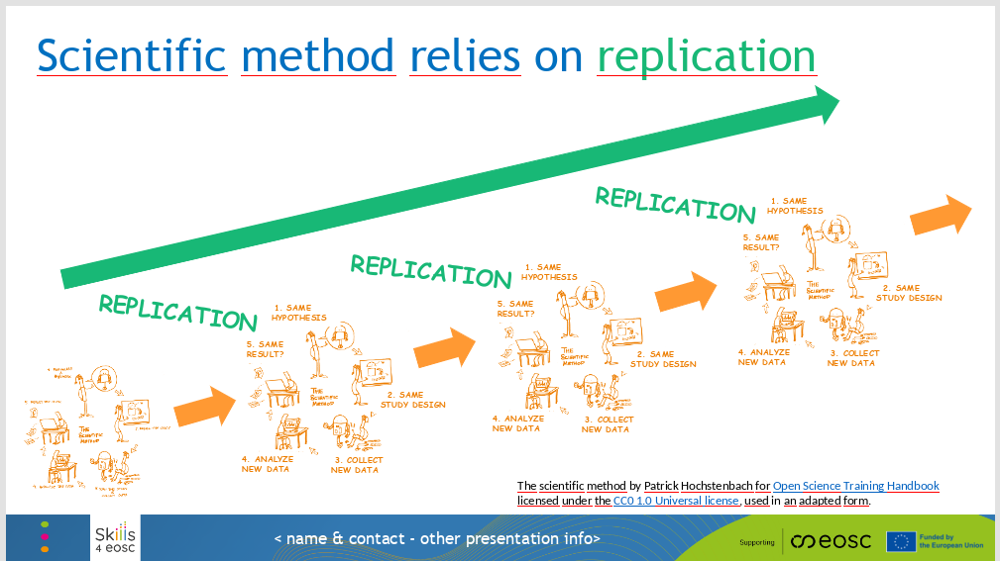 Scientific method relies on replication
REPLICATION
1. SAME
HYPOTHESIS
5. SAME
RESULT?
THE
SCIENTIFIC
METHOD
2. SAME
STUDY DESIGN
4. ANALYZE
NEW DATA
3. COLLECT
NEW DATA
REPLICATION
1. SAME
HYPOTHESIS
5. SAME
RESULT?
THE
SCIENTIFIC
METHOD
2. SAME
STUDY DESIGN
4. ANALYZE
NEW DATA
3. COLLECT
NEW DATA
REPLICATION
1. SAME
HYPOTHESIS
5. SAME
RESULT?
THE
SCIENTIFIC
METHOD
2. SAME
STUDY DESIGN
4. ANALYZE
NEW DATA
3. COLLECT
NEW DATA
THE
SCIENTIFIC
METHOD
The scientific method by Patrick Hochstenbach for Open Science Training Handbook
licensed under the CC0 1.0 Universal license, used in an adapted form.
Skills
4 eosc
< name & contact - other presentation info>
Supporting
eosc
Funded by
the European Union